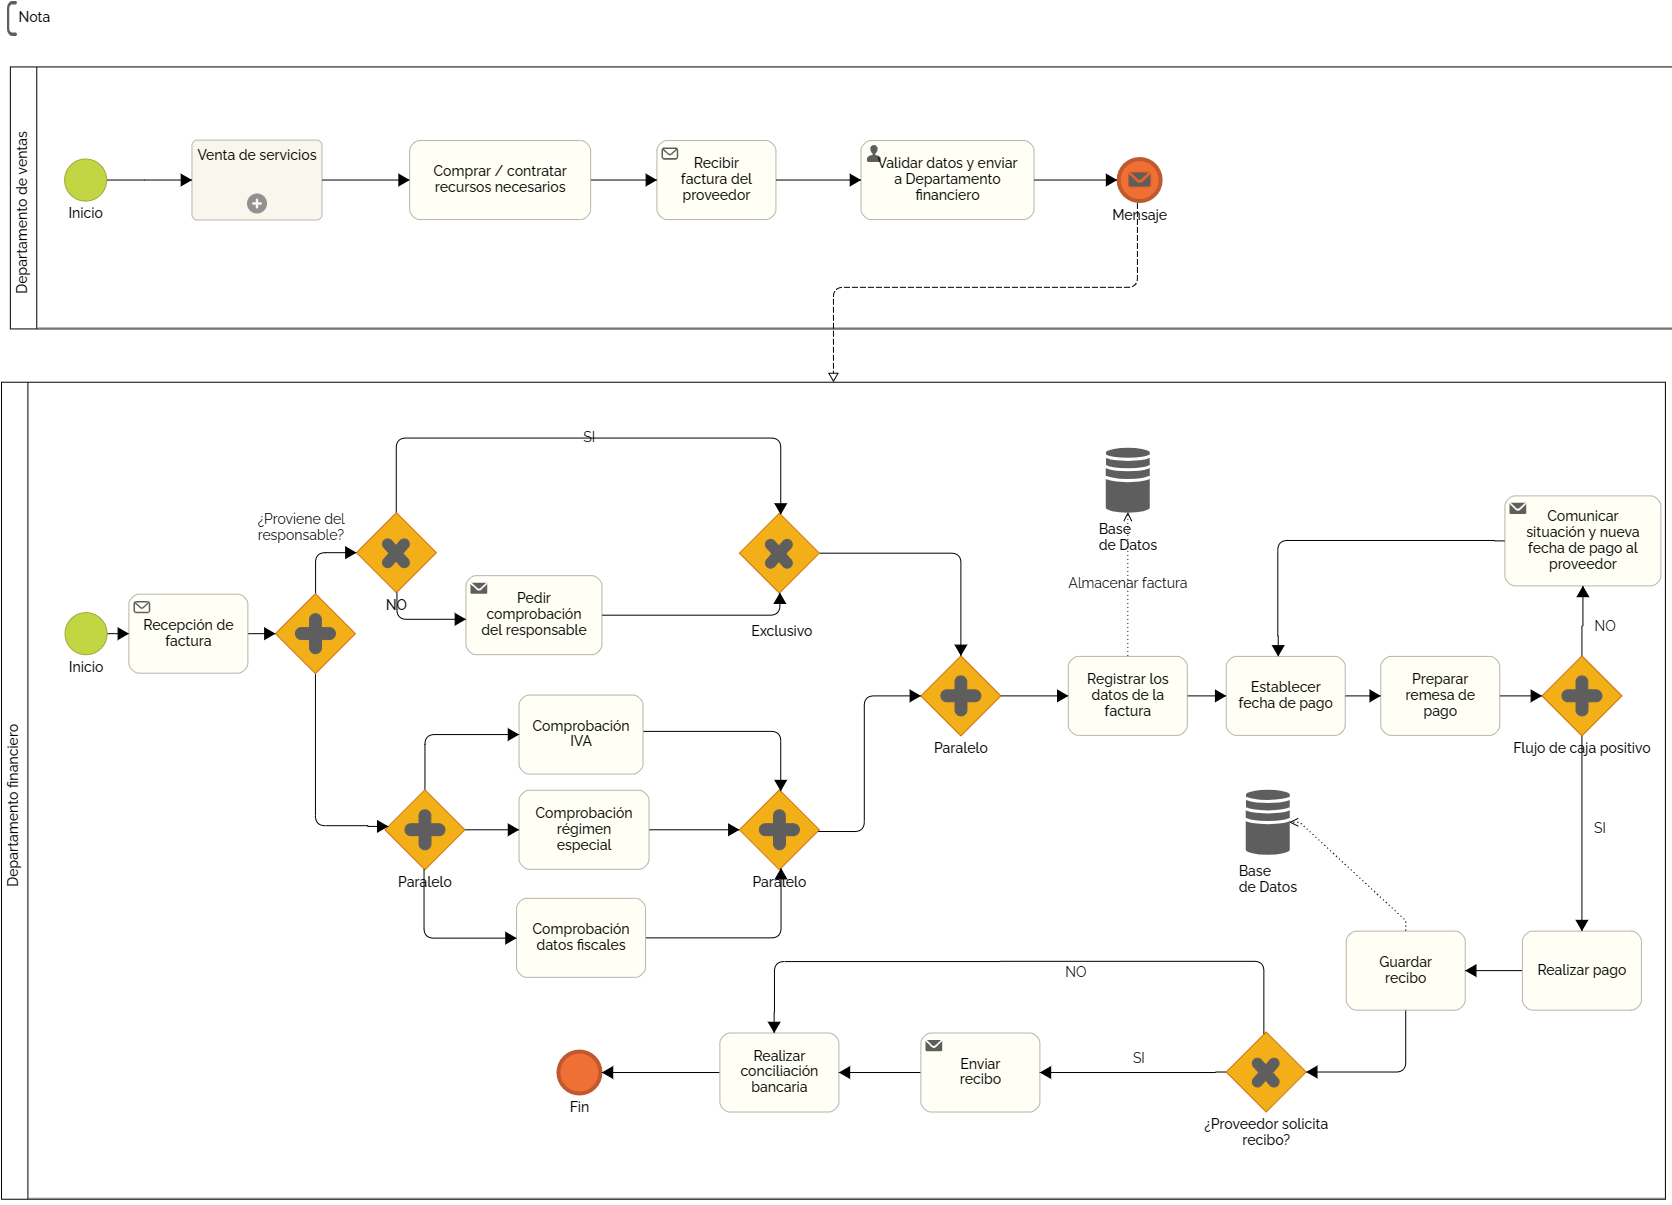 Nota
Departamento de ventas
Inicio
Venta de servicios
Comprar / contratar
recursos necesarios
Recibir
factura del
proveedor
Validar datos y enviar
a Departamento
financiero
Mensaje
Departamento financiero
Inicio
Recepción de
factura
¿Proviene del
responsable?
SI
NO
Pedir
comprobación
del responsable
Exclusivo
Paralelo
Comprobación
IVA
Comprobación
régimen
especial
Comprobación
datos fiscales
Paralelo
Paralelo
Base
de Datos
Almacenar factura
Registrar los
datos de la
factura
Establecer
fecha de pago
Preparar
remesa de
pago
Comunicar
situación y nueva
fecha de pago al
proveedor
NO
Flujo de caja positivo
SI
Realizar pago
Guardar
recibo
Base
de Datos
¿Proveedor solicita
recibo?
NO
SI
Enviar
recibo
Realizar
conciliación
bancaria
Fin